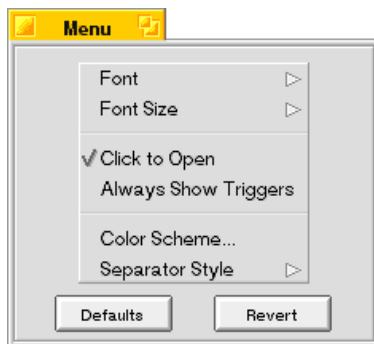 Menu
Font
Font Size
Click to Open
Always Show Triggers
Color Scheme...
Separator Style
Defaults
Revert